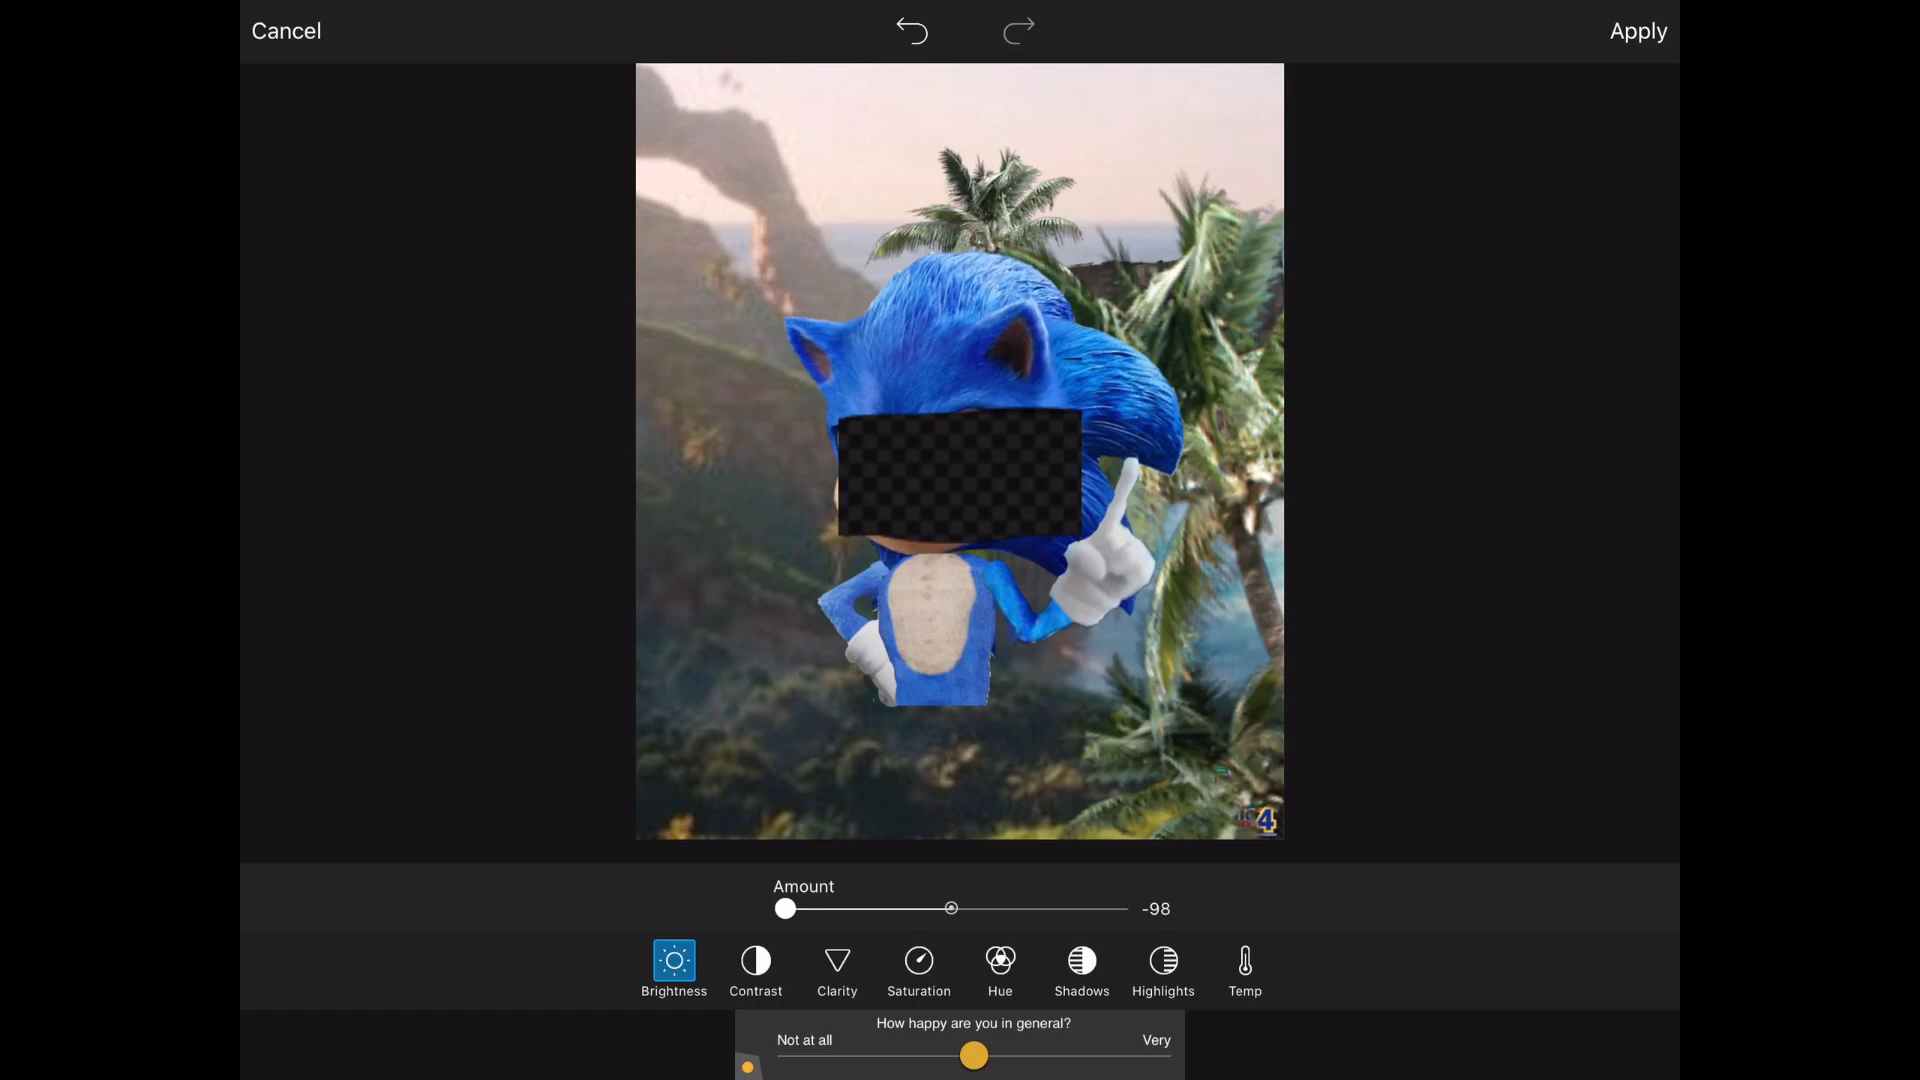 Cancel
Apply
4
Amount
-98
Brightness
Contrast
Clarity
Saturation
Hue
Shadows
Highlights
Temp
How happy are you in general?
Not at all
Very